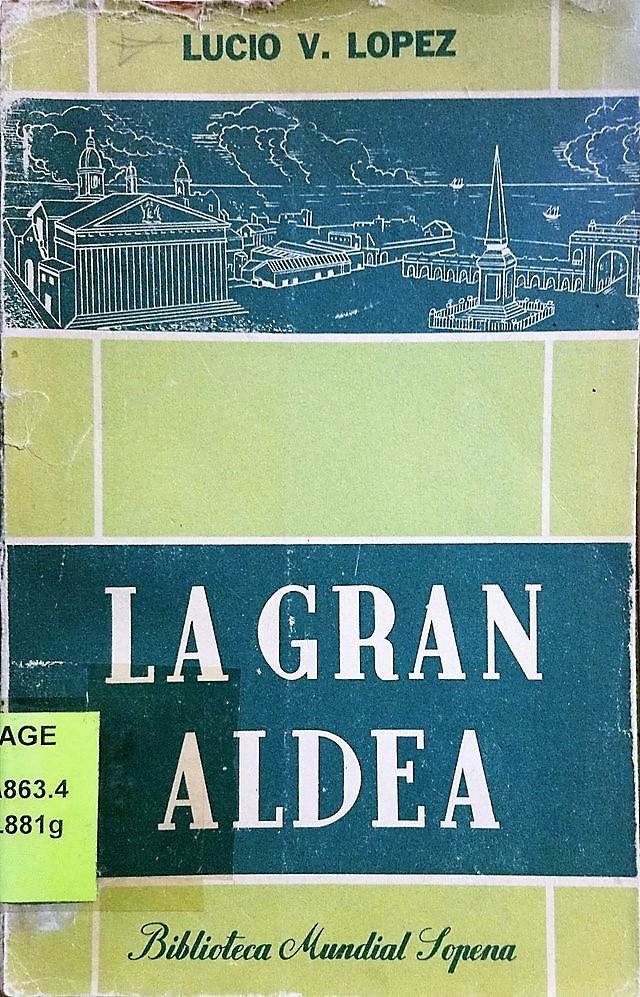 LUCIO V. LOPEZ
LA GRAN
ALDEA
AGE
863.4
881g
Biblioteca Mundial Sopena